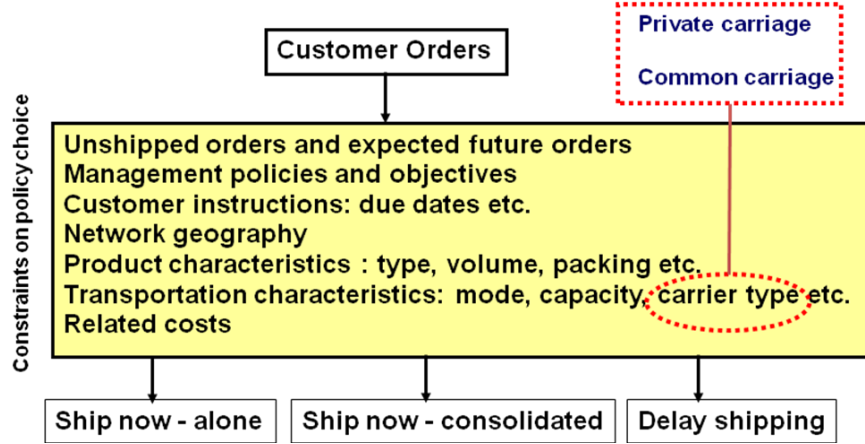 Customer Orders
Private carriage
Common carriage
Constraints on policy choice
Unshipped orders and expected future orders
Management policies and objectives
Customer instructions: due dates etc.
Network geography
Product characteristics : type, volume, packing etc.
Transportation characteristics: mode, capacity, carrier type etc.
Related costs
Ship now - alone
Ship now - consolidated
Delay shipping